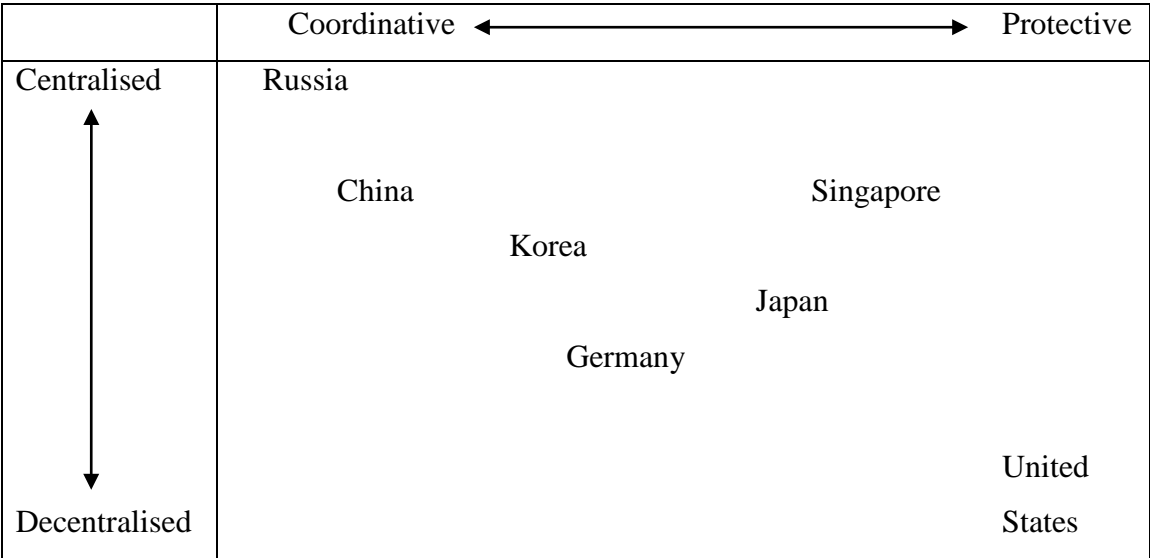 Coordinative Protective
Centralised Russia
China Singapore
Korea
Japan
Germany
United
Decentralised States